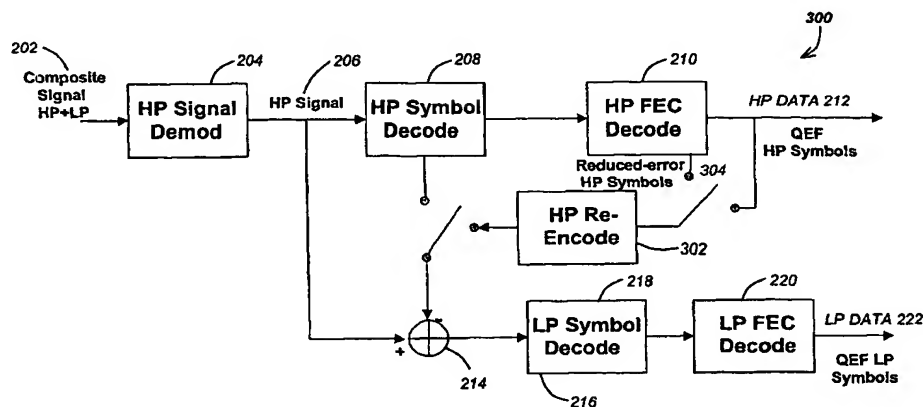 300
202
Composite
Signal
HP+LP
204
HP Signal
Demod
206
HP Signal
208
HP Symbol
Decode
210
HP FEC
Decode
HP DATA 212
QEF
HP Symbols
Reduced-error
HP Symbols
304
HP Re-
Encode
302
-
+
214
218
LP Symbol
Decode
216
220
LP FEC
Decode
LP DATA 222
QEF LP
Symbols